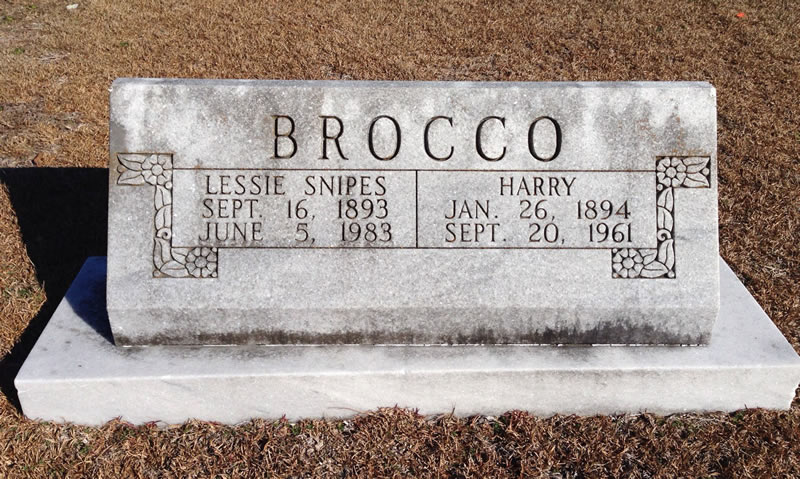 BROCCO
LESSIE SNIPES
SEPT. 16, 1893
JUNE 5, 1983
HARRY
JAN. 26, 1894
SEPT. 20, 1961